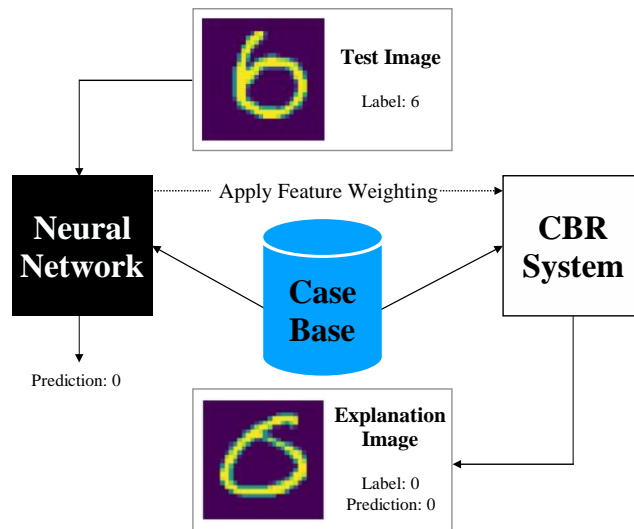 Test Image
Label: 6
Apply Feature Weighting
Neural
Network
CBR
System
Case
Base
Prediction: 0
Explanation
Image
Label: 0
Prediction: 0